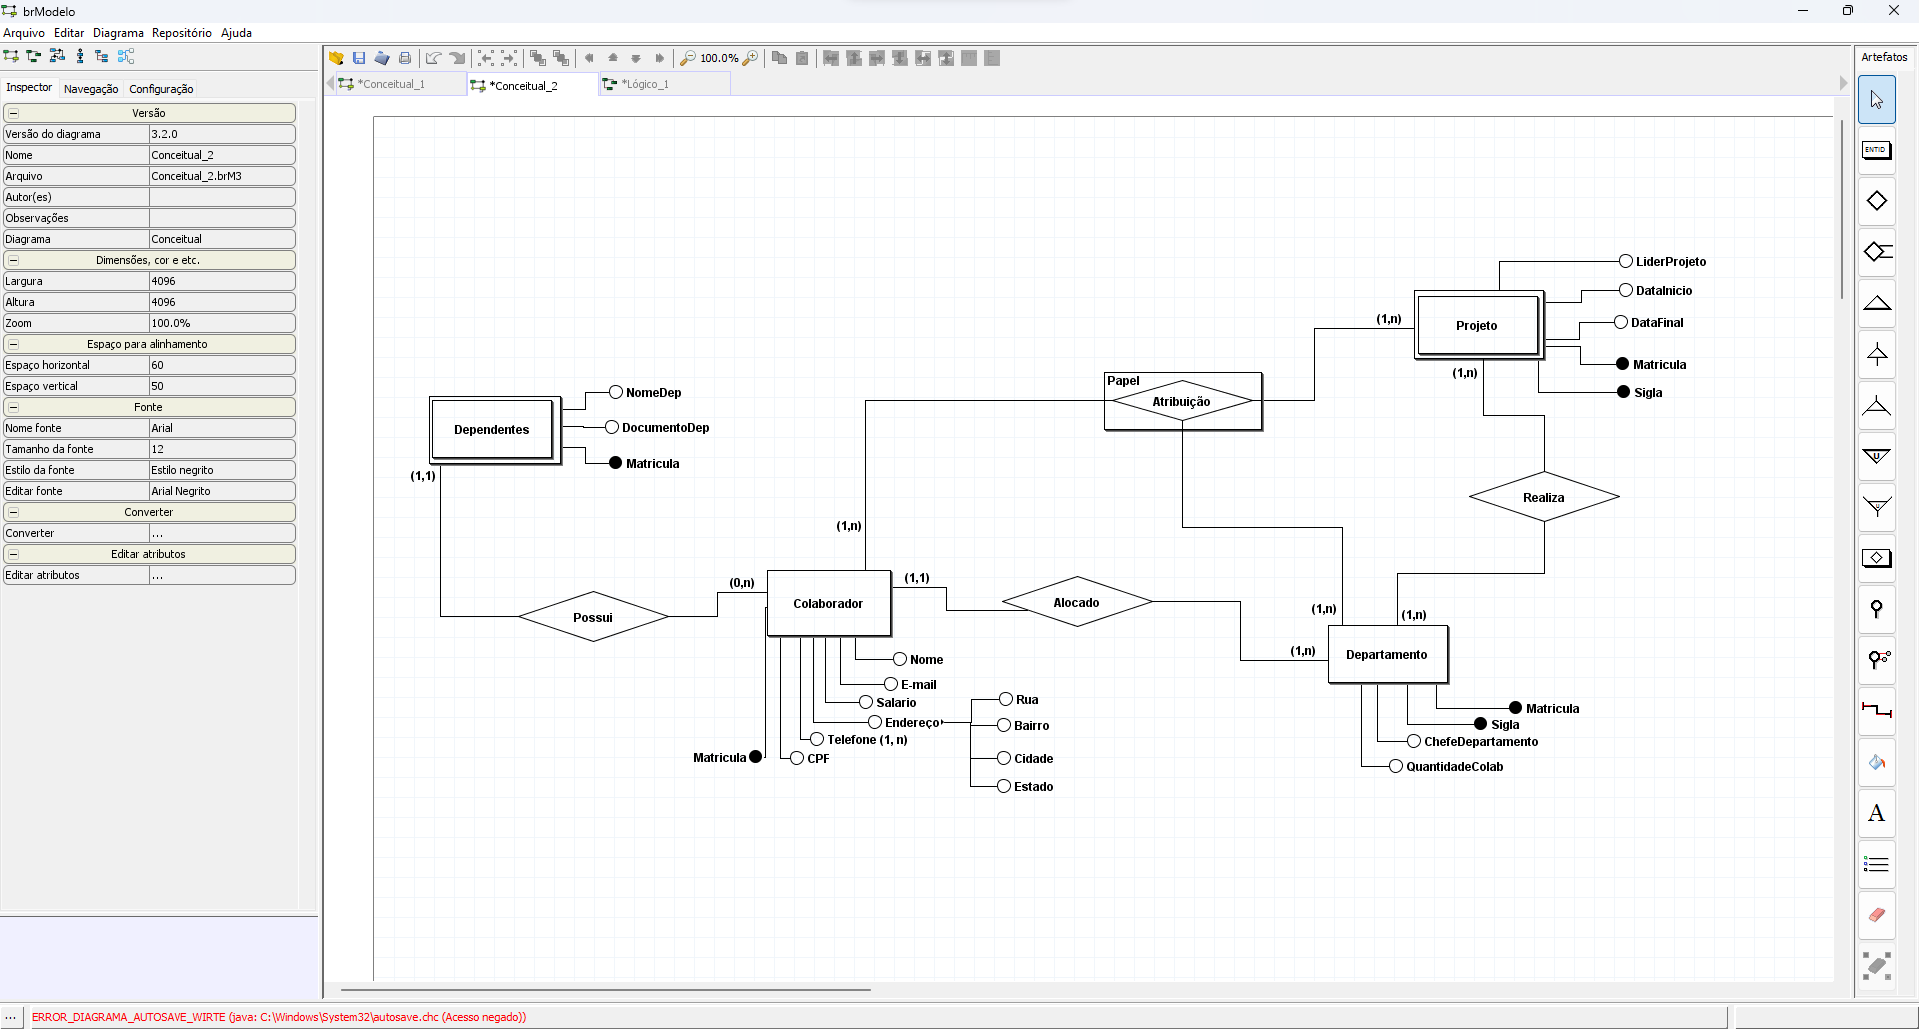 brModelo
Arquivo Editar Diagrama Repositório Ajuda
100.0%
Artefatos
Inspector Navegação Configuração
*Conceitual_1 *Conceitual_2 *Lógico_1
Versão
Versão do diagrama 3.2.0
Nome Conceitual_2
Arquivo Conceitual_2.brM3
Autor(es)
Observações
Diagrama Conceitual
Dimensões, cor e etc.
Largura 4096
Altura 4096
Zoom 100.0%
Espaço para alinhamento
Espaço horizontal 60
Espaço vertical 50
Fonte
Nome fonte Arial
Tamanho da fonte 12
Estilo da fonte Estilo negrito
Editar fonte Arial Negrito
Converter
Converter ...
Editar atributos
Editar atributos ...
LiderProjeto
DataInicio
(1,n)
Projeto
DataFinal
Matricula
(1,n)
Sigla
Papel
Atribuição
NomeDep
Dependentes
DocumentoDep
Matricula
(1,1)
Realiza
(1,n)
(0,n)
(1,1)
Colaborador
Alocado
Possui
(1,n)
(1,n)
(1,n)
Departamento
Nome
E-mail
Salario
Endereço
Telefone (1, n)
Matricula
CPF
Rua
Bairro
Cidade
Estado
Matricula
Sigla
ChefeDepartamento
QuantidadeColab
ENTID
U
U
A
... ERROR_DIAGRAMA_AUTOSAVE_WIRTE (java: C:\Windows\System32\autosave.chc (Acesso negado))